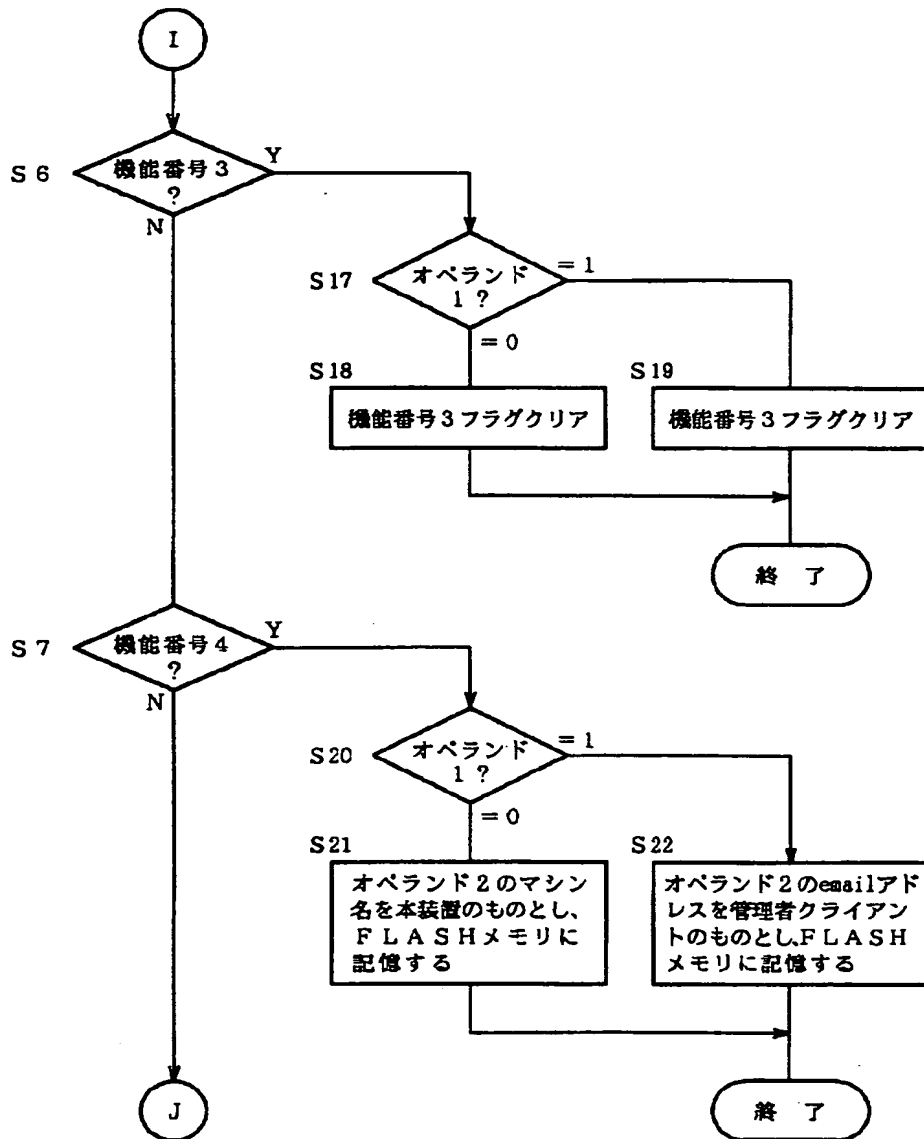 I
S6
機能番号3
?
Y
N
S17
オペランド
1?
=1
=0
S18
機能番号3フラグクリア
S19
機能番号3フラグクリア
終 了
S7
機能番号4
?
Y
N
S20
オペランド
1?
=1
=0
S21
オペランド2のマシン
名を本装置のものとし、
FLASHメモリに
記憶する
S22
オペランド2のemailアド
レスを管理者クライアン
トのものとし、FLASH
メモリに記憶する
終 了
J